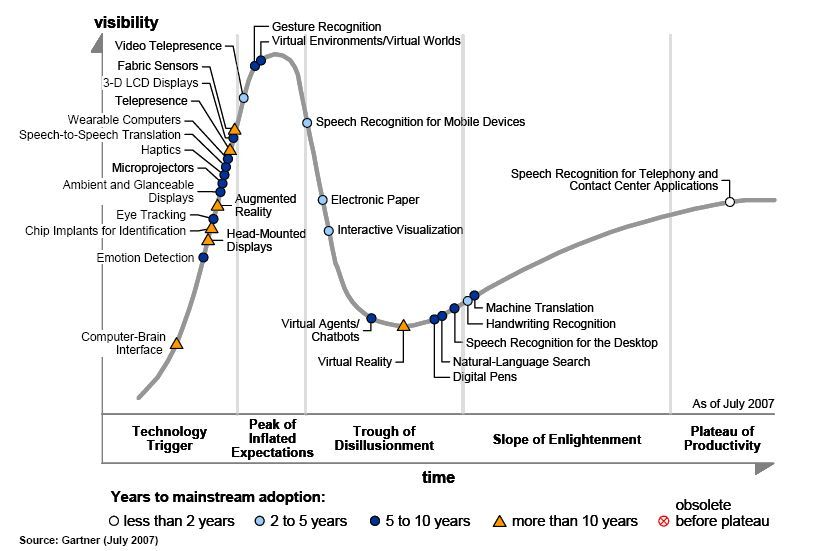 visibility
Gesture Recognition
Virtual Environments/Virtual Worlds
Video Telepresence
Fabric Sensors
3-D LCD Displays
Telepresence
Wearable Computers
Speech-to-Speech Translation
Haptics
Microprojectors
Ambient and Glanceable
Displays
Augmented
Reality
Eye Tracking
Chip Implants for Identification
Head-Mounted
Displays
Emotion Detection
Computer-Brain
Interface
Speech Recognition for Mobile Devices
Electronic Paper
Interactive Visualization
Virtual Agents/
Chatbots
Virtual Reality
Machine Translation
Handwriting Recognition
Speech Recognition for the Desktop
Natural-Language Search
Digital Pens
Speech Recognition for Telephony and
Contact Center Applications
As of July 2007
Technology
Trigger
Peak of
Inflated
Expectations
Trough of
Disillusionment
Slope of Enlightenment
Plateau of
Productivity
time
Years to mainstream adoption:
less than 2 years
2 to 5 years
5 to 10 years
more than 10 years
obsolete
before plateau
Source: Gartner (July 2007)